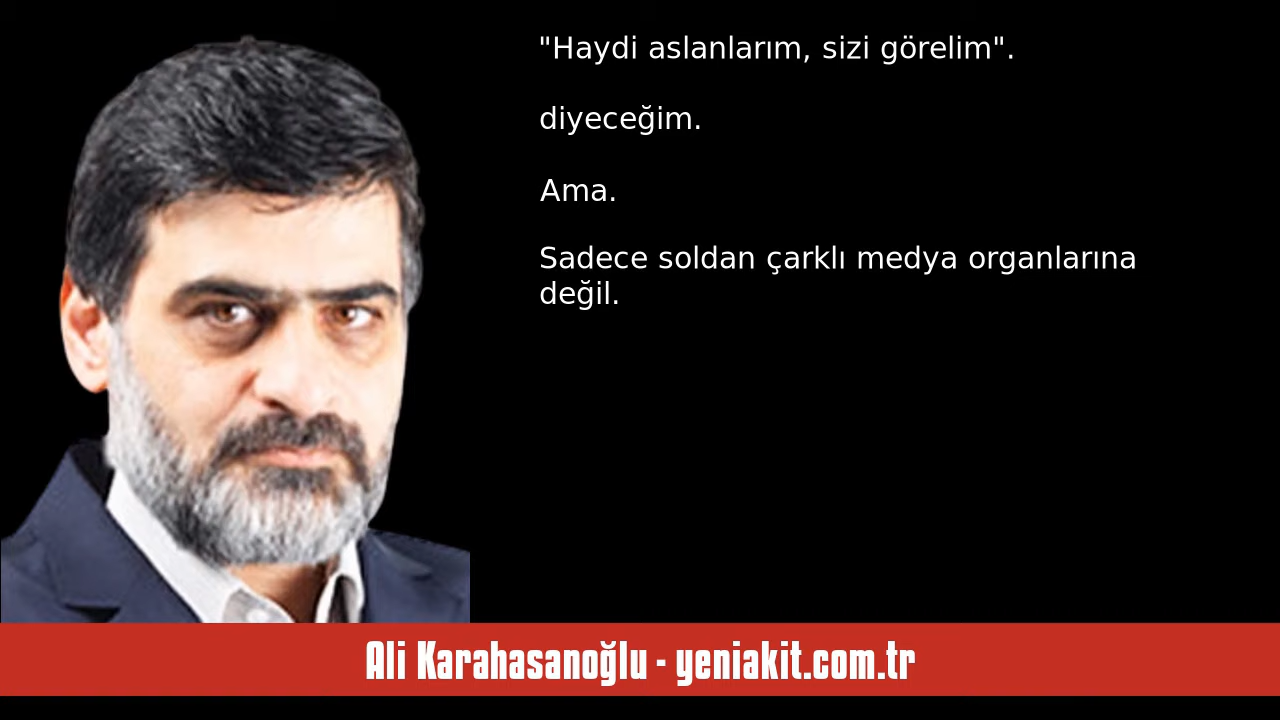 "Haydi aslanlarım, sizi görelim".
diyeceğim.
Ama.
Sadece soldan çarklı medya organlarına
değil.
Ali Karahasanoğlu - yeniakit.com.tr